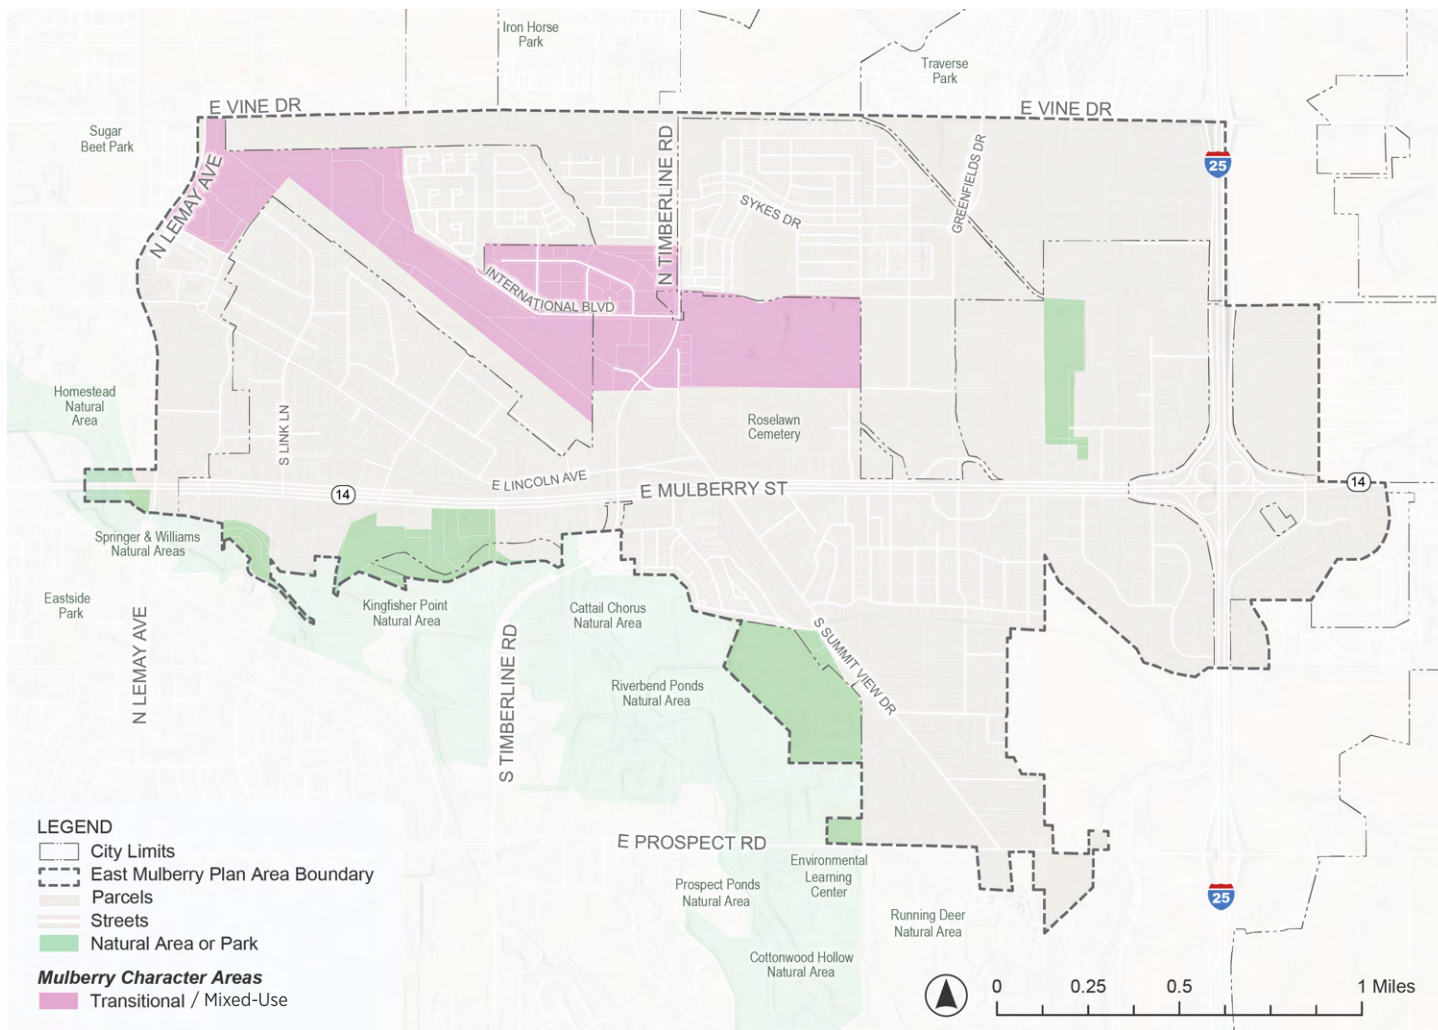 Iron Horse
Park
Traverse
Park
E VINE DR
E VINE DR
Sugar
Beet Park
N LEMAY AVE
N TIMBERLINE RD
SYKES DR
GREENFIELDS DR
25
INTERNATIONAL BLVD
Homestead
Natural
Area
S LINK LN
Roselawn
Cemetery
E LINCOLN AVE
14
E MULBERRY ST
14
Springer & Williams
Natural Areas
Eastside
Park
Kingfisher Point
Natural Area
Cattail Chorus
Natural Area
N LEMAY AVE
S TIMBERLINE RD
S SUMMIT VIEW DR
Riverbend Ponds
Natural Area
E PROSPECT RD
Environmental
Learning
Center
Prospect Ponds
Natural Area
25
Running Deer
Natural Area
Cottonwood Hollow
Natural Area
LEGEND
City Limits
East Mulberry Plan Area Boundary
Parcels
Streets
Natural Area or Park
Mulberry Character Areas
Transitional / Mixed-Use
0 0.25 0.5 1 Miles